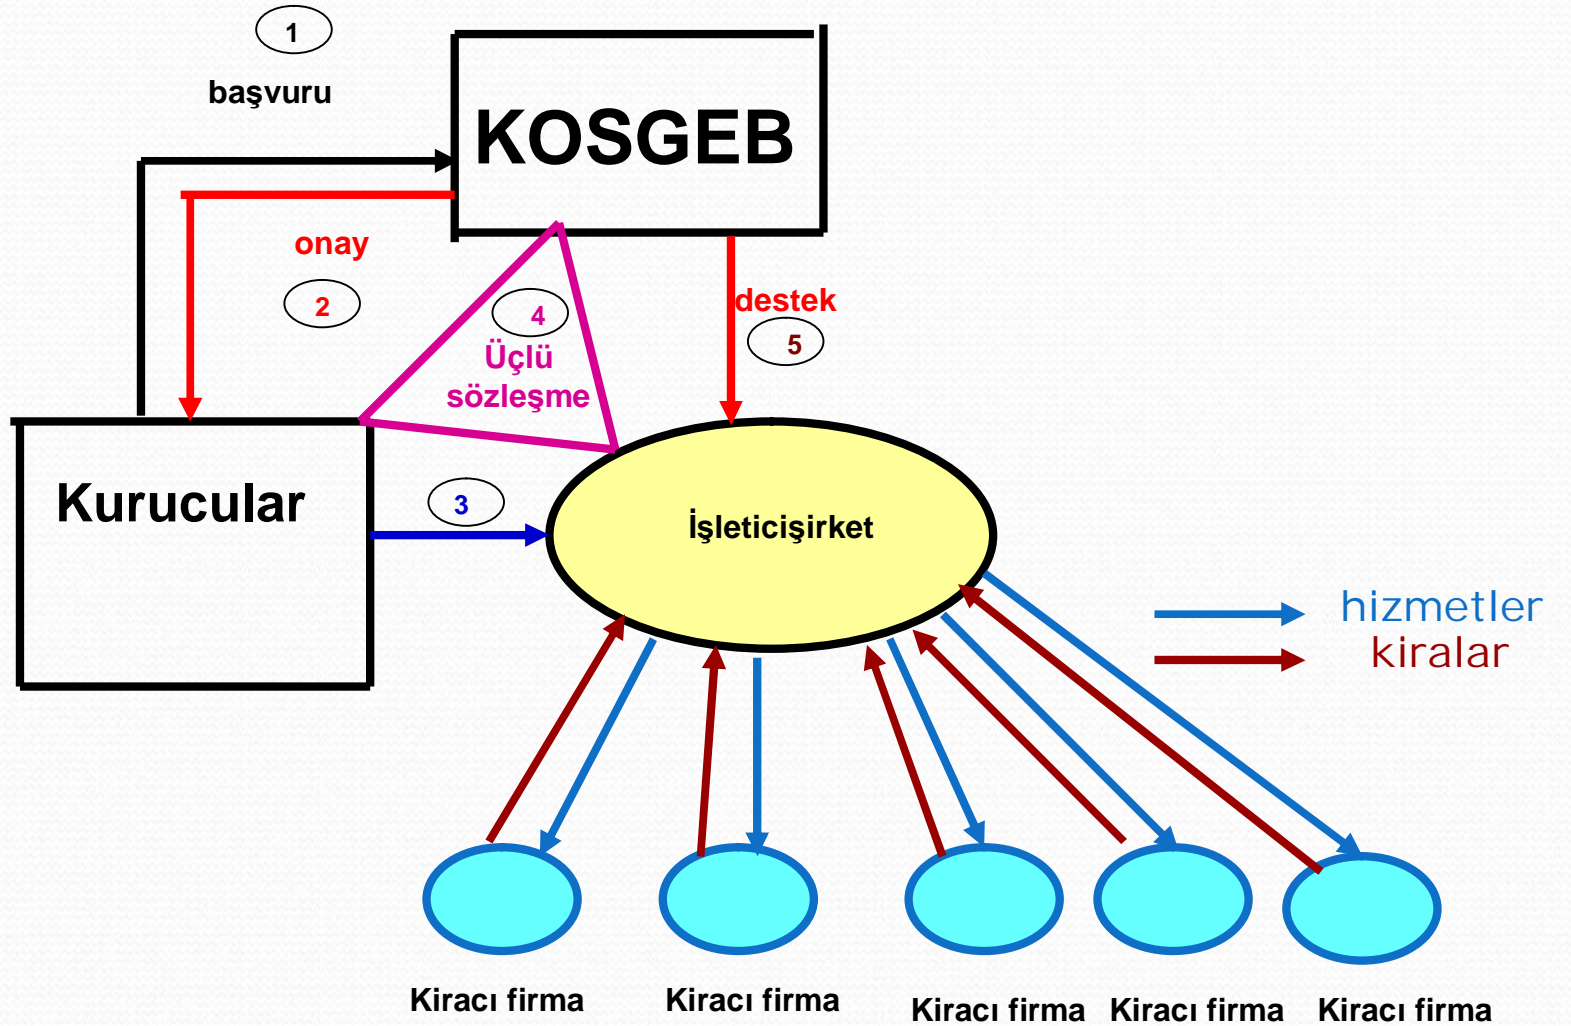 1
başvuru
KOSGEB
onay
2
4
Üçlü
sözleşme
destek
5
Kurucular
3
İşleticişirket
hizmetler
kiralar
Kiracı firma
Kiracı firma
Kiracı firma
Kiracı firma
Kiracı firma